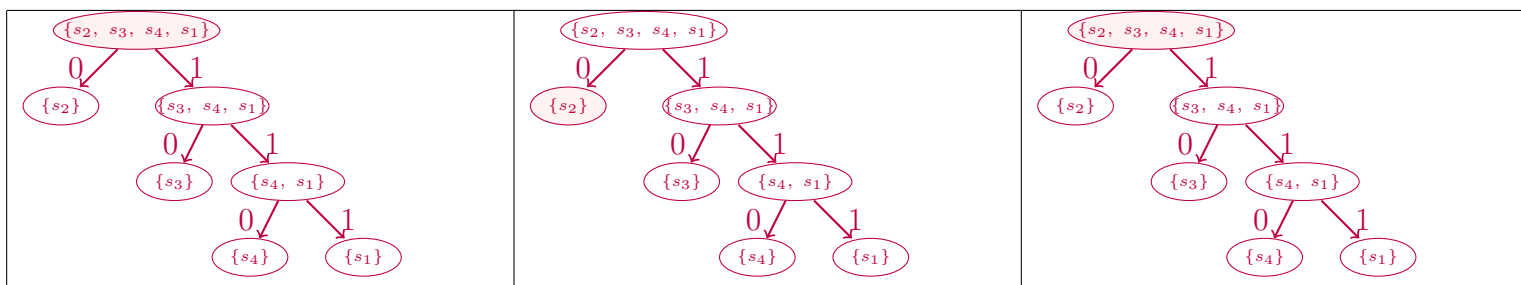 {s2, s3, s4, s1}
0 1
{s2} {s3, s4, s1}
0 1
{s3} {s4, s1}
0 1
{s4} {s1}
{s2, s3, s4, s1}
0 1
{s2} {s3, s4, s1}
0 1
{s3} {s4, s1}
0 1
{s4} {s1}
{s2, s3, s4, s1}
0 1
{s2} {s3, s4, s1}
0 1
{s3} {s4, s1}
0 1
{s4} {s1}